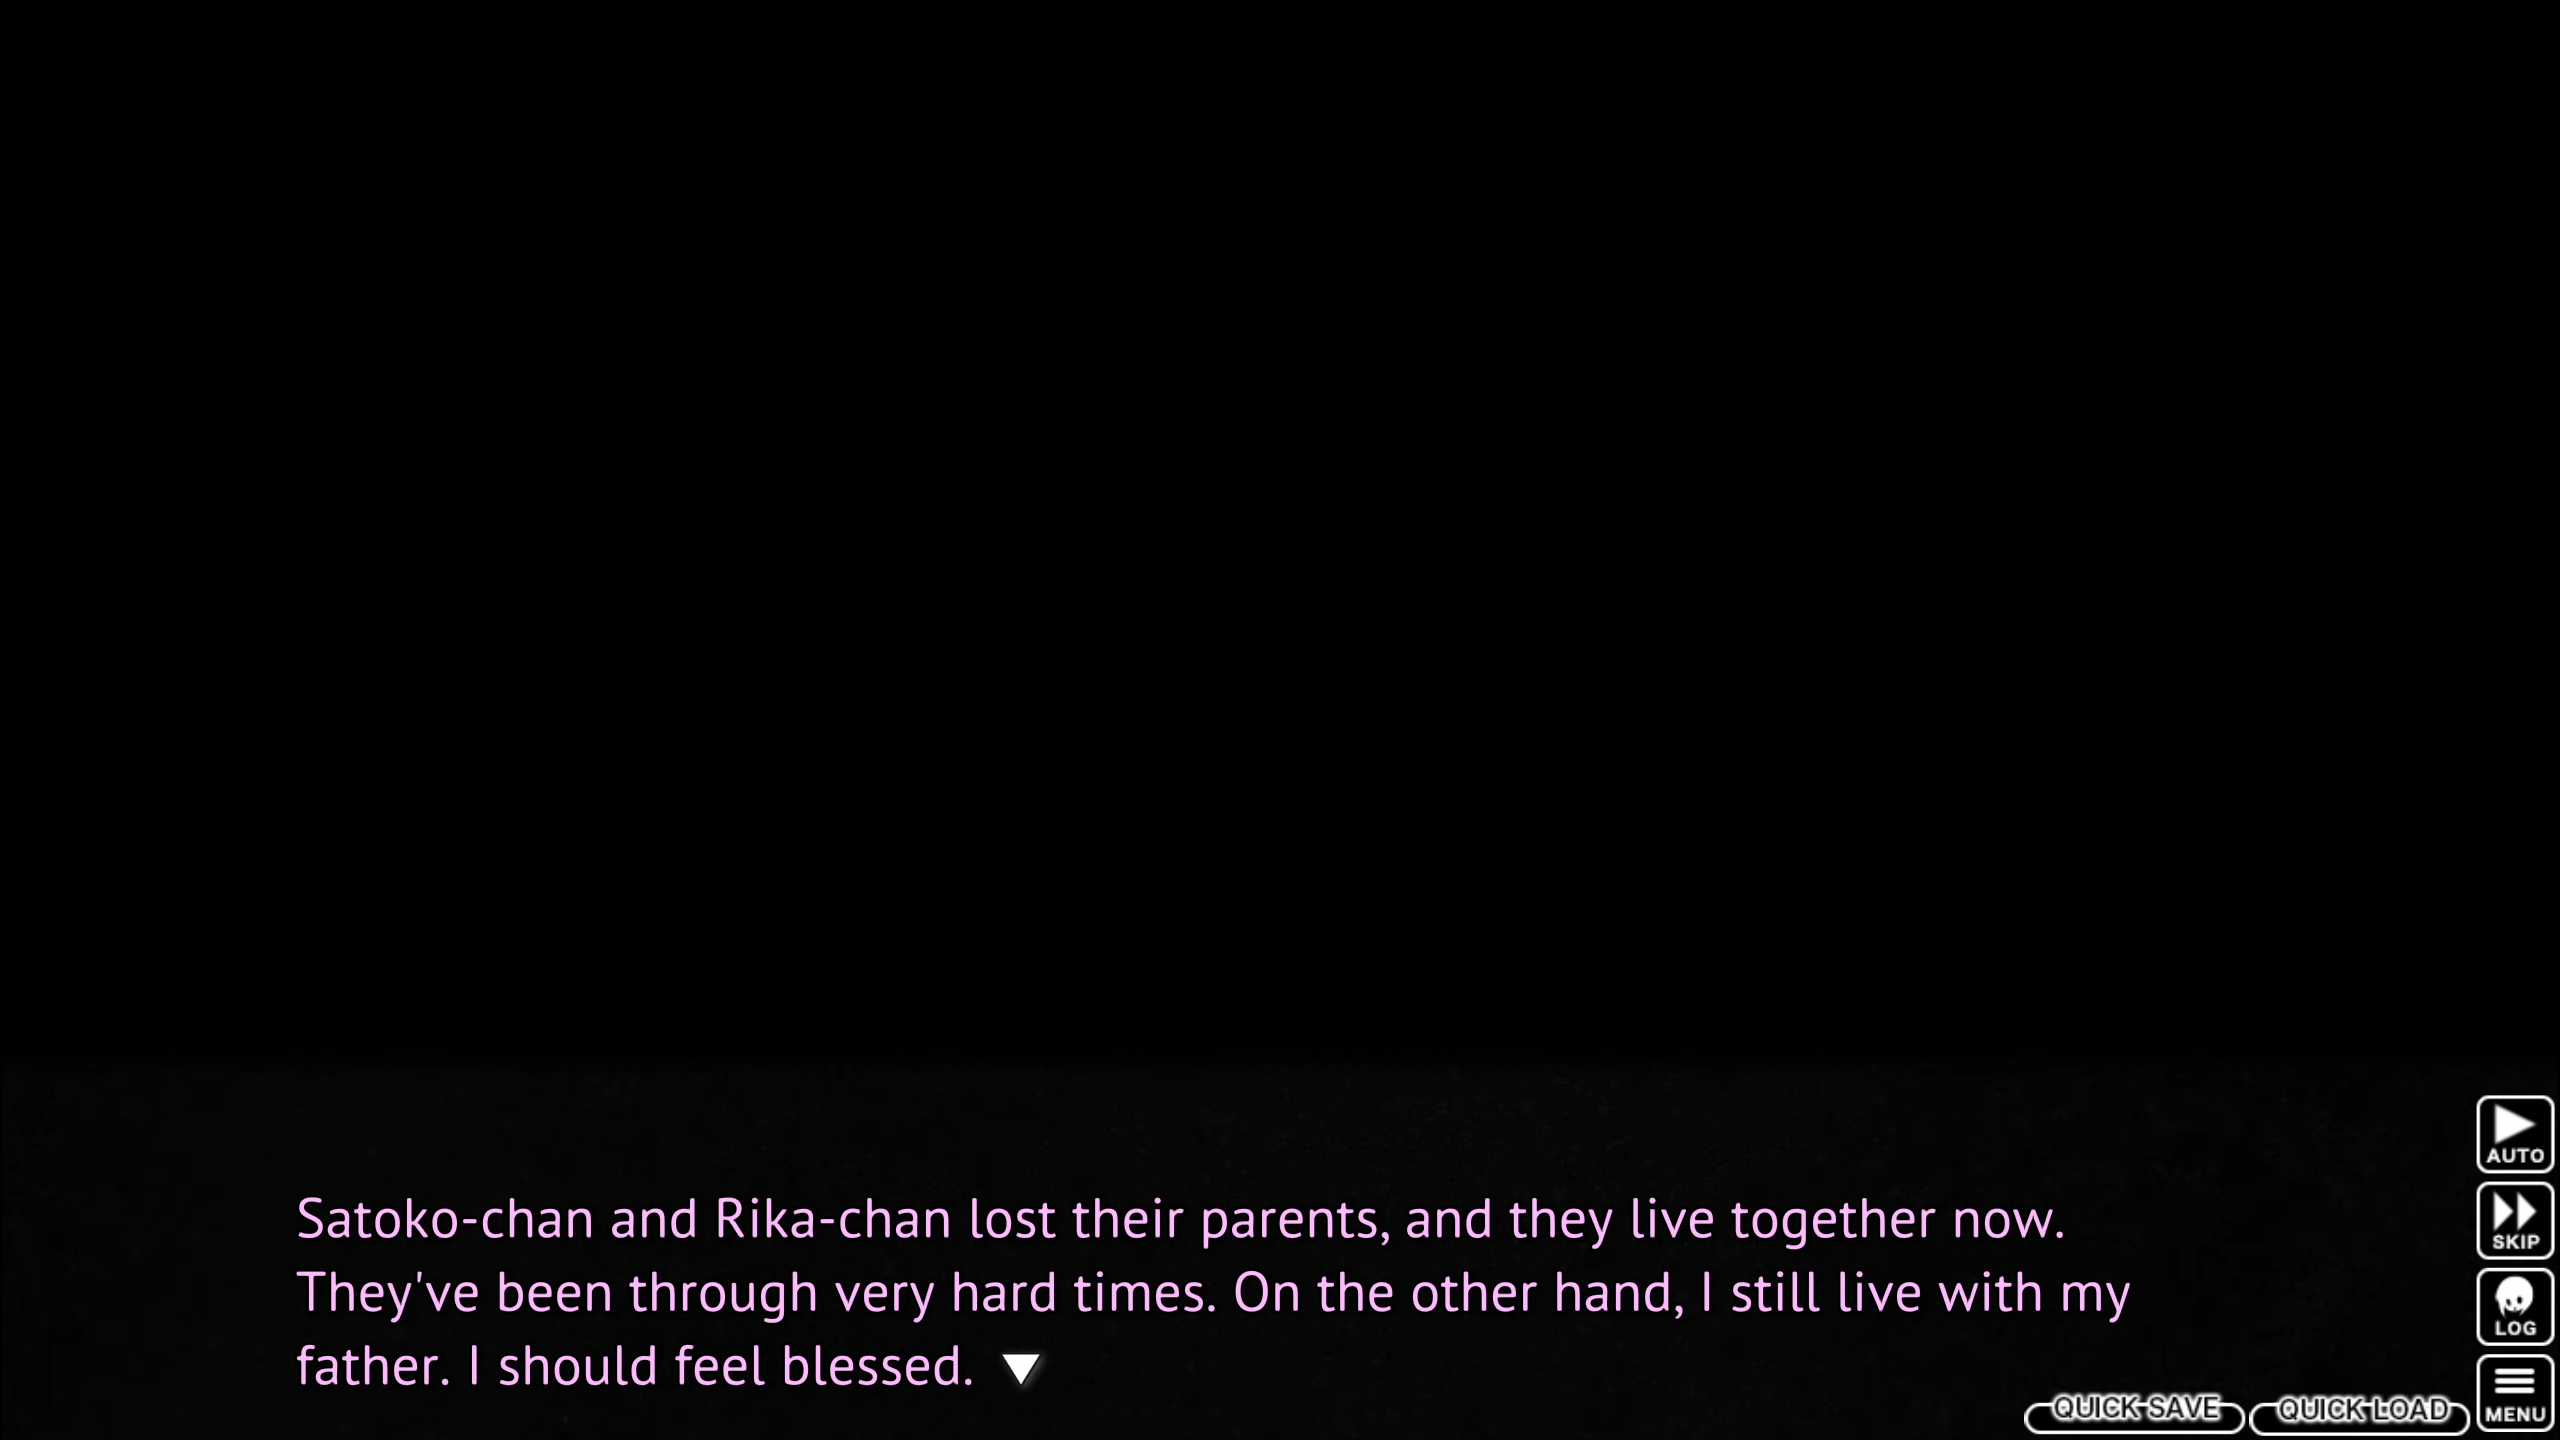 Satoko-chan and Rika-chan lost their parents, and they live together now.
They've been through very hard times. On the other hand, I still live with my
father. I should feel blessed.
AUTO
SKIP
LOG
MENU
QUICK SAVE
QUICK LOAD